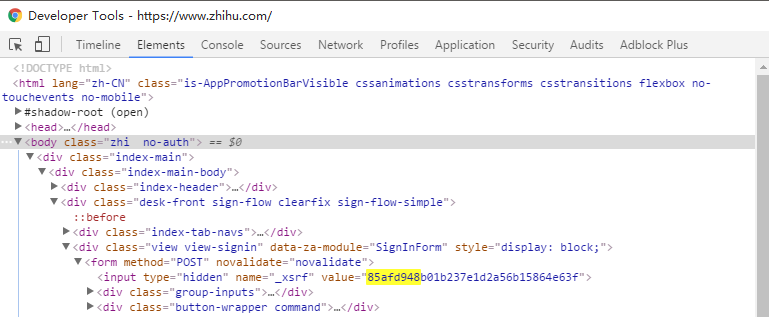 Developer Tools - https://www.zhihu.com/
Timeline Elements Console Sources Network Profiles Application Security Audits Adblock Plus
<!DOCTYPE html>
<html lang="zh-CN" class="is-AppPromotionBarVisible cssanimations csstransforms csstransitions flexbox no-
touchevents no-mobile">
▶#shadow-root (open)
▶<head>…</head>
…▼<body class="zhi  no-auth"> == $0
▼<div class="index-main">
▼<div class="index-main-body">
▶<div class="index-header">…</div>
▼<div class="desk-front sign-flow clearfix sign-flow-simple">
::before
▶<div class="index-tab-navs">…</div>
▼<div class="view view-signin" data-za-module="SignInForm" style="display: block;">
▼<form method="POST" novalidate="novalidate">
<input type="hidden" name="_xsrf" value="85afd948b01b237e1d2a56b15864e63f">
▶<div class="group-inputs">…</div>
▶<div class="button-wrapper command">…</div>